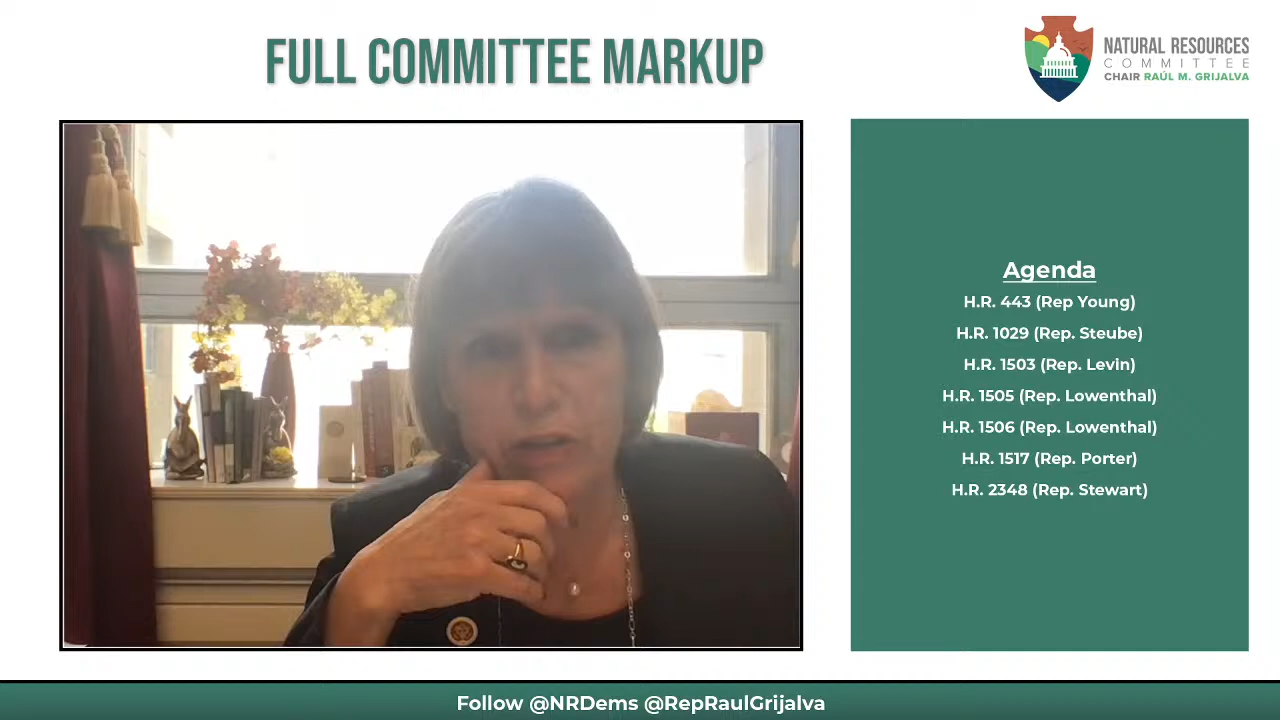 FULL COMMITTEE MARKUP
NATURAL RESOURCES
COMMITTEE
CHAIR RAÚL M. GRIJALVA
Agenda
H.R. 443 (Rep Young)
H.R. 1029 (Rep. Steube)
H.R. 1503 (Rep. Levin)
H.R. 1505 (Rep. Lowenthal)
H.R. 1506 (Rep. Lowenthal)
H.R. 1517 (Rep. Porter)
H.R. 2348 (Rep. Stewart)
Follow @NRDems @RepRaulGrijalva